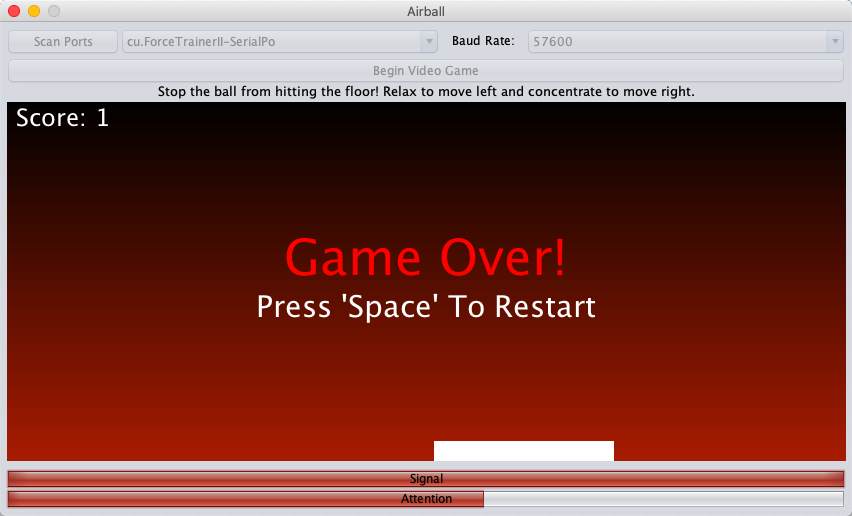 Airball
Scan Ports cu.ForceTrainerII-SerialPo Baud Rate: 57600
Begin Video Game
Stop the ball from hitting the floor! Relax to move left and concentrate to move right.
Score: 1
Game Over!
Press 'Space' To Restart
Signal
Attention